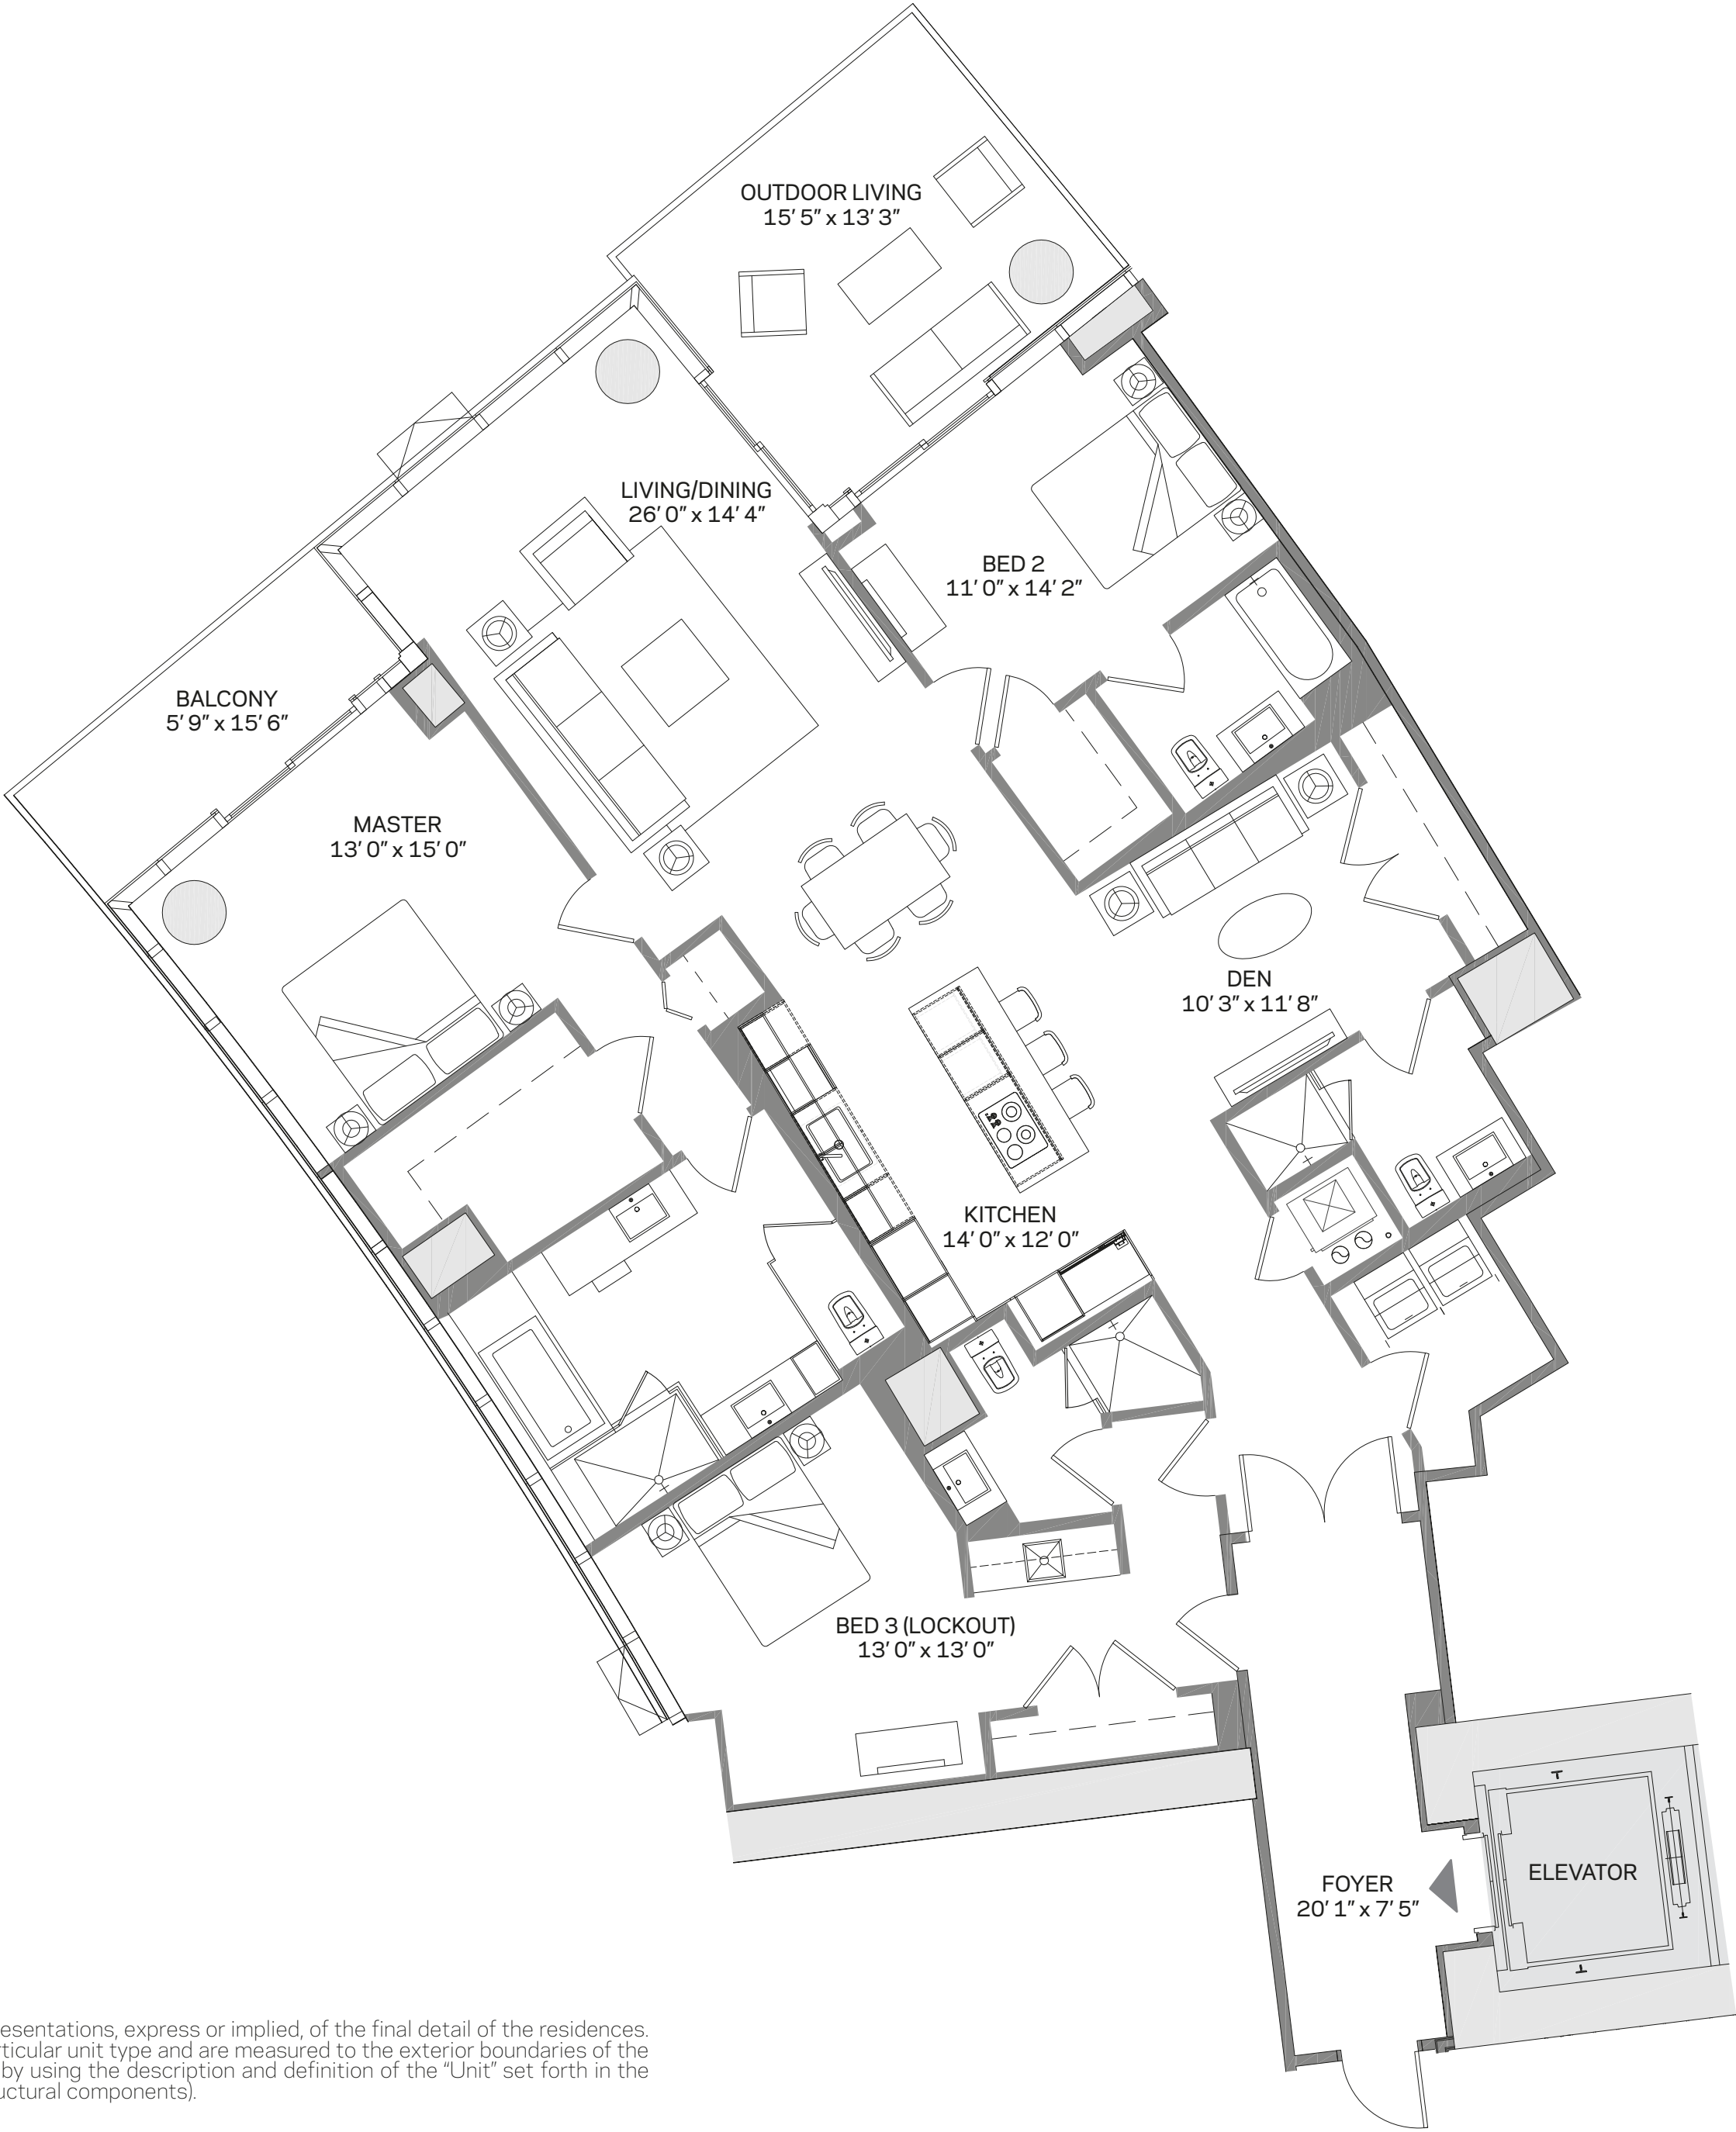 OUTDOOR LIVING
15’ 5” x 13’ 3”
LIVING/DINING
26’ 0” x 14’ 4”
BED 2
11’ 0” x 14’ 2”
BALCONY
5’ 9” x 15’ 6”
MASTER
13’ 0” x 15’ 0”
DEN
10’ 3” x 11’ 8”
KITCHEN
14’ 0” x 12’ 0”
BED 3 (LOCKOUT)
13’ 0” x 13’ 0”
FOYER
20’ 1” x 7’ 5”
ELEVATOR
esentations, express or implied, of the final detail of the residences.
rticular unit type and are measured to the exterior boundaries of the
by using the description and definition of the “Unit” set forth in the
uctural components).